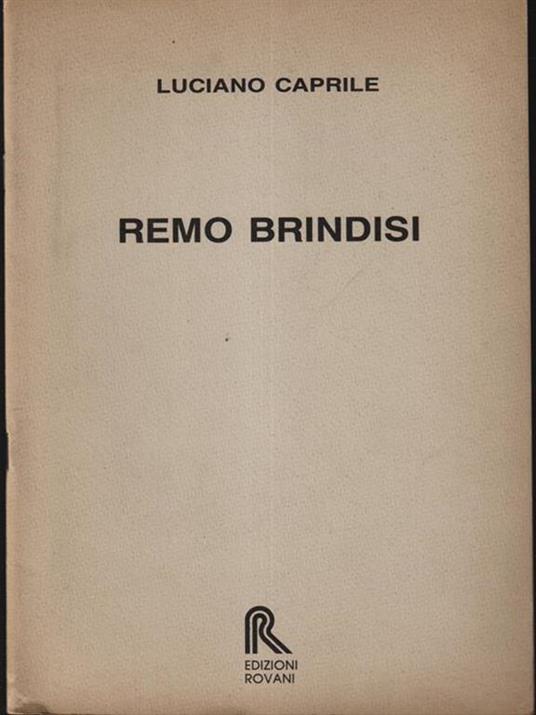 LUCIANO CAPRILE
REMO BRINDISI
EDIZIONI
ROVANI